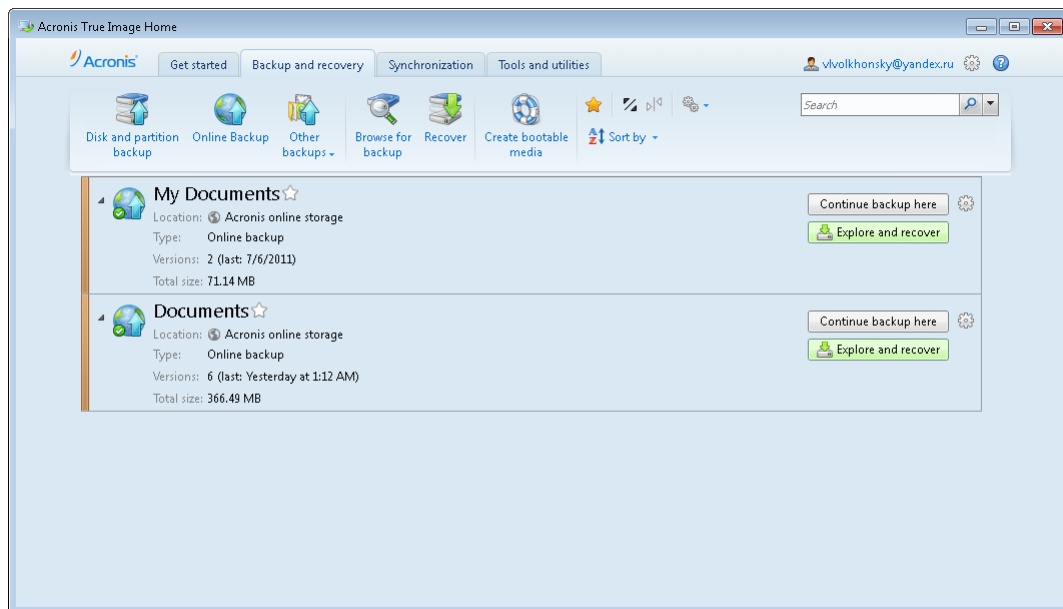 Acronis True Image Home
Acronis
Get started
Backup and recovery
Synchronization
Tools and utilities
vlvolkhonsky@yandex.ru
Disk and partition
backup
Online Backup
Other
backups
Browse for
backup
Recover
Create bootable
media
Sort by
Search
My Documents
Location: Acronis online storage
Type: Online backup
Versions: 2 (last: 7/6/2011)
Total size: 71.14 MB
Continue backup here
Explore and recover
Documents
Location: Acronis online storage
Type: Online backup
Versions: 6 (last: Yesterday at 1:12 AM)
Total size: 366.49 MB
Continue backup here
Explore and recover